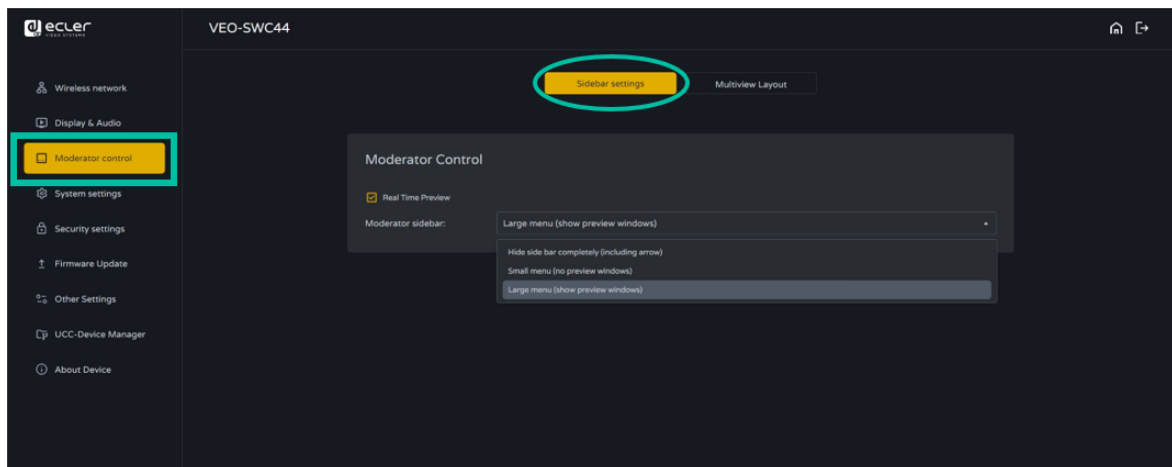 ecler
VIDEO SYSTEMS
VEO-SWC44
Wireless network
Display & Audio
Moderator control
System settings
Security settings
Firmware Update
Other Settings
UCC-Device Manager
About Device
Sidebar settings
Multiview Layout
Moderator Control
Real Time Preview
Moderator sidebar: Large menu (show preview windows)
Hide side bar completely (including arrow)
Small menu (no preview windows)
Large menu (show preview windows)